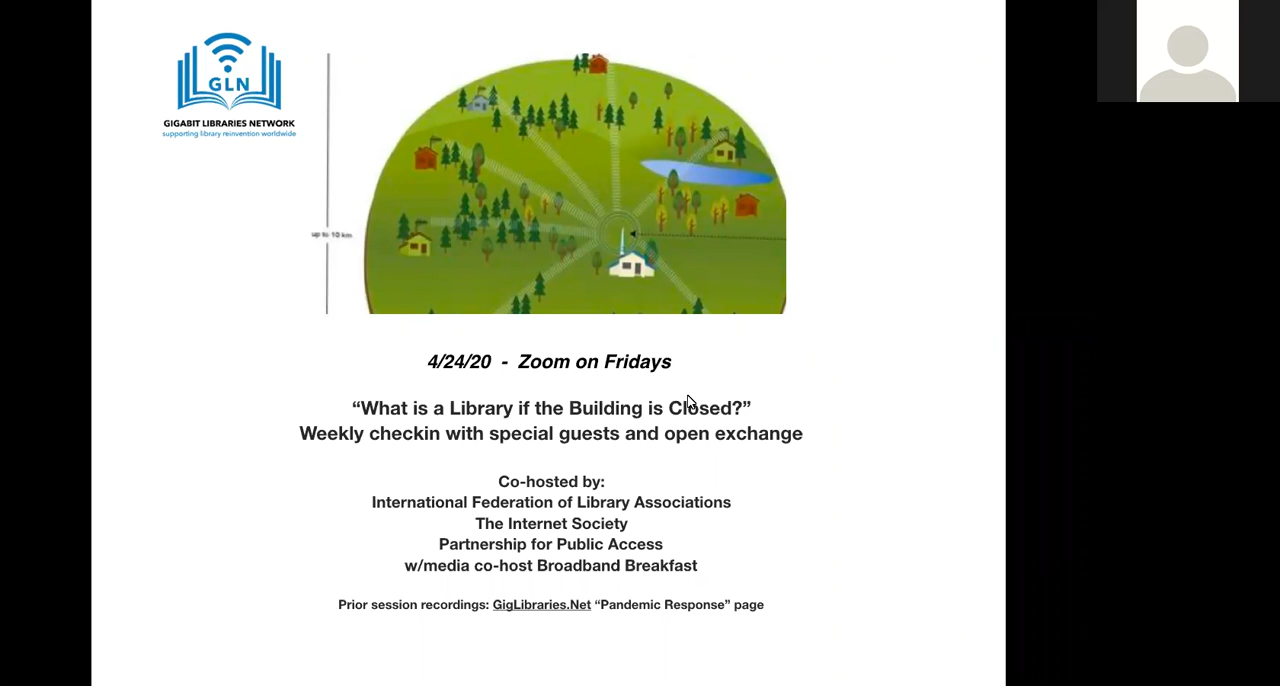 GLN
GIGABIT LIBRARIES NETWORK
supporting library reinvention worldwide
up to 10 km
4/24/20 - Zoom on Fridays
“What is a Library if the Building is Closed?”
Weekly checkin with special guests and open exchange
Co-hosted by:
International Federation of Library Associations
The Internet Society
Partnership for Public Access
w/media co-host Broadband Breakfast
Prior session recordings: GigLibraries.Net “Pandemic Response” page